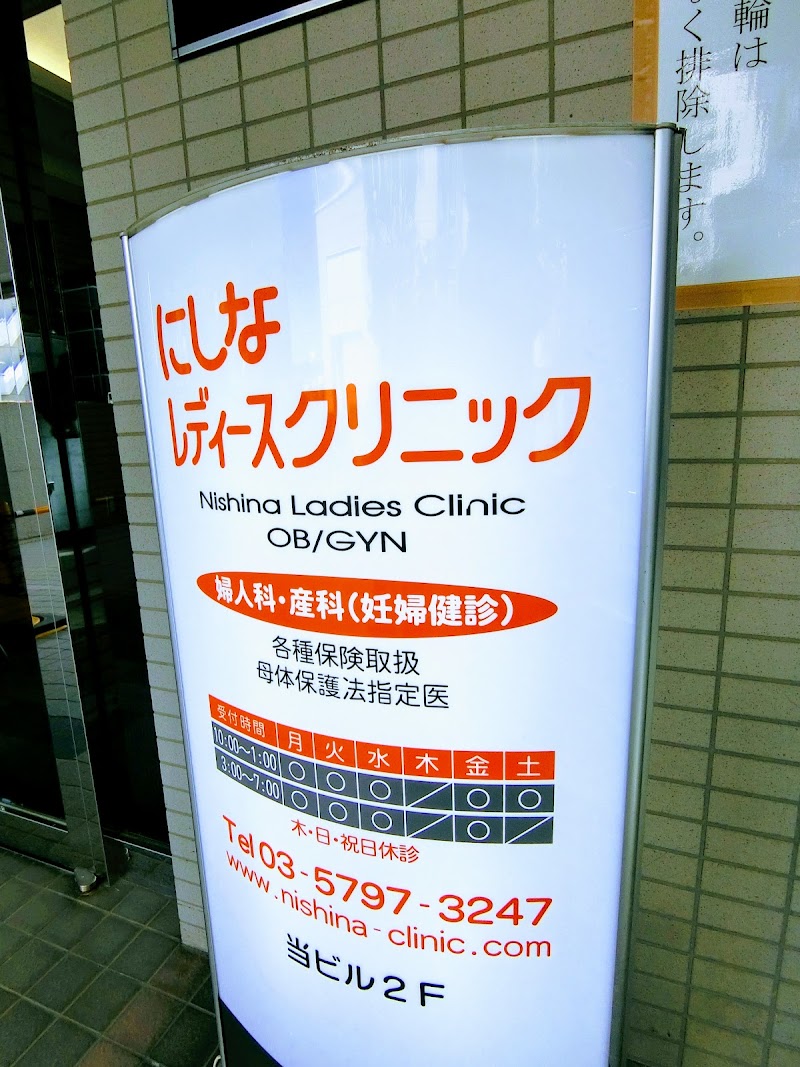 輪は
なく排除します。
にしな
レディースクリニック
Nishina Ladies Clinic
OB/GYN
婦人科・産科(妊婦健診)
各種保険取扱
母体保護法指定医
受付時間 月 火 水 木 金 土
10:00～1:00 ○ ○ ○ ／ ○ ○
3:00～7:00 ○ ○ ○ ／ ○ ／
木・日・祝日休診
Tel 03-5797-3247
www.nishina-clinic.com
当ビル2F